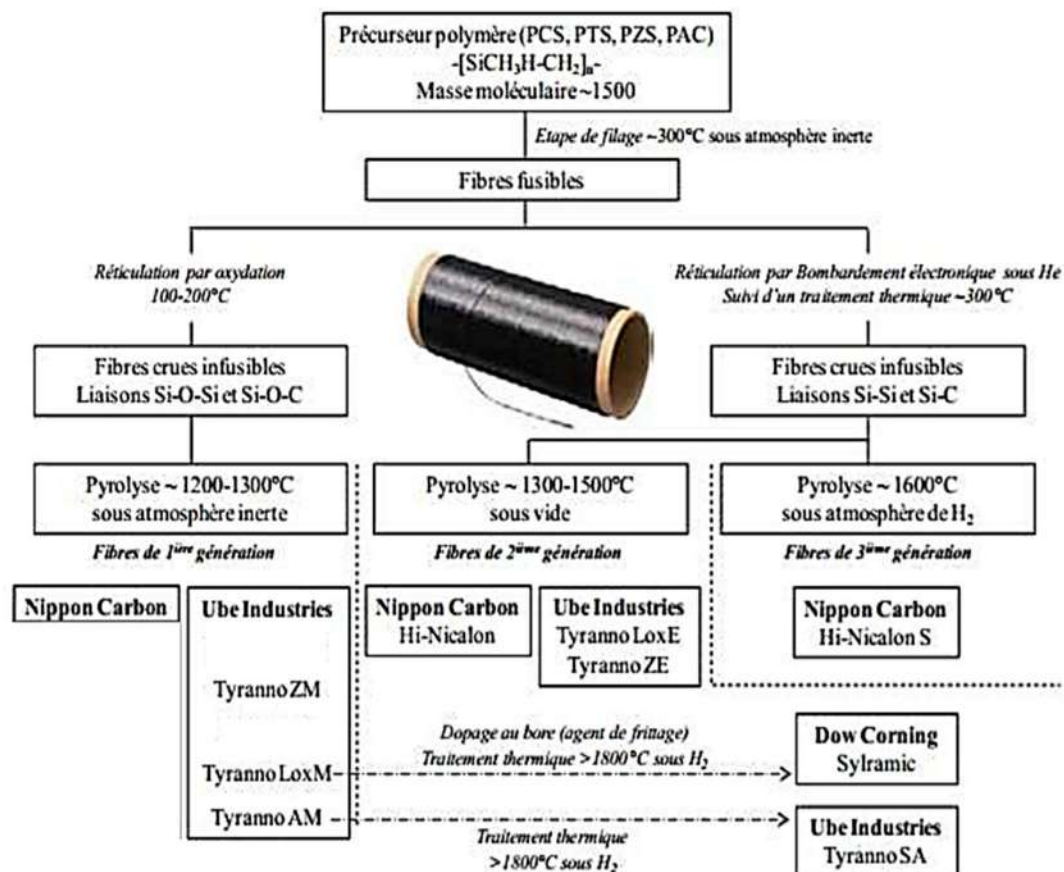 Précurseur polymère (PCS, PTS, PZS, PAC)
-[SiCH₃H-CH₂]ₙ-
Masse moléculaire ~1500
Etape de filage ~300°C sous atmosphère inerte
Fibres fusibles
Réticulation par oxydation
100-200°C
Réticulation par Bombardement électronique sous He
Suivi d'un traitement thermique ~300°C
Fibres crues infusibles
Liaisons Si-O-Si et Si-O-C
Fibres crues infusibles
Liaisons Si-Si et Si-C
Pyrolyse ~ 1200-1300°C
sous atmosphère inerte
Pyrolyse ~ 1300-1500°C
sous vide
Pyrolyse ~ 1600°C
sous atmosphère de H₂
Fibres de 1ière génération
Fibres de 2ième génération
Fibres de 3ième génération
Nippon Carbon
Ube Industries
Tyranno ZM
Tyranno LoxM
Tyranno AM
Nippon Carbon
Hi-Nicalon
Ube Industries
Tyranno LoxE
Tyranno ZE
Nippon Carbon
Hi-Nicalon S
Dopage au bore (agent de frittage)
Traitement thermique >1800°C sous H₂
Dow Corning
Sylramic
Traitement thermique
>1800°C sous H₂
Ube Industries
Tyranno SA